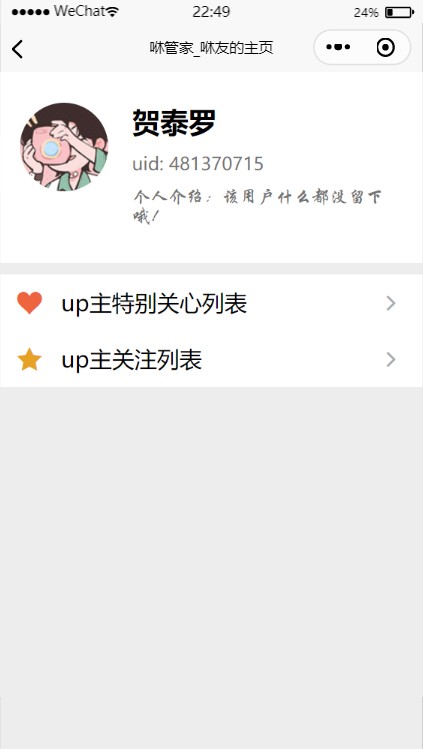 ●●●●● WeChat 22:49 24%
咻管家_咻友的主页
贺泰罗
uid: 481370715
个人介绍：该用户什么都没留下
哦！
up主特别关心列表
up主关注列表